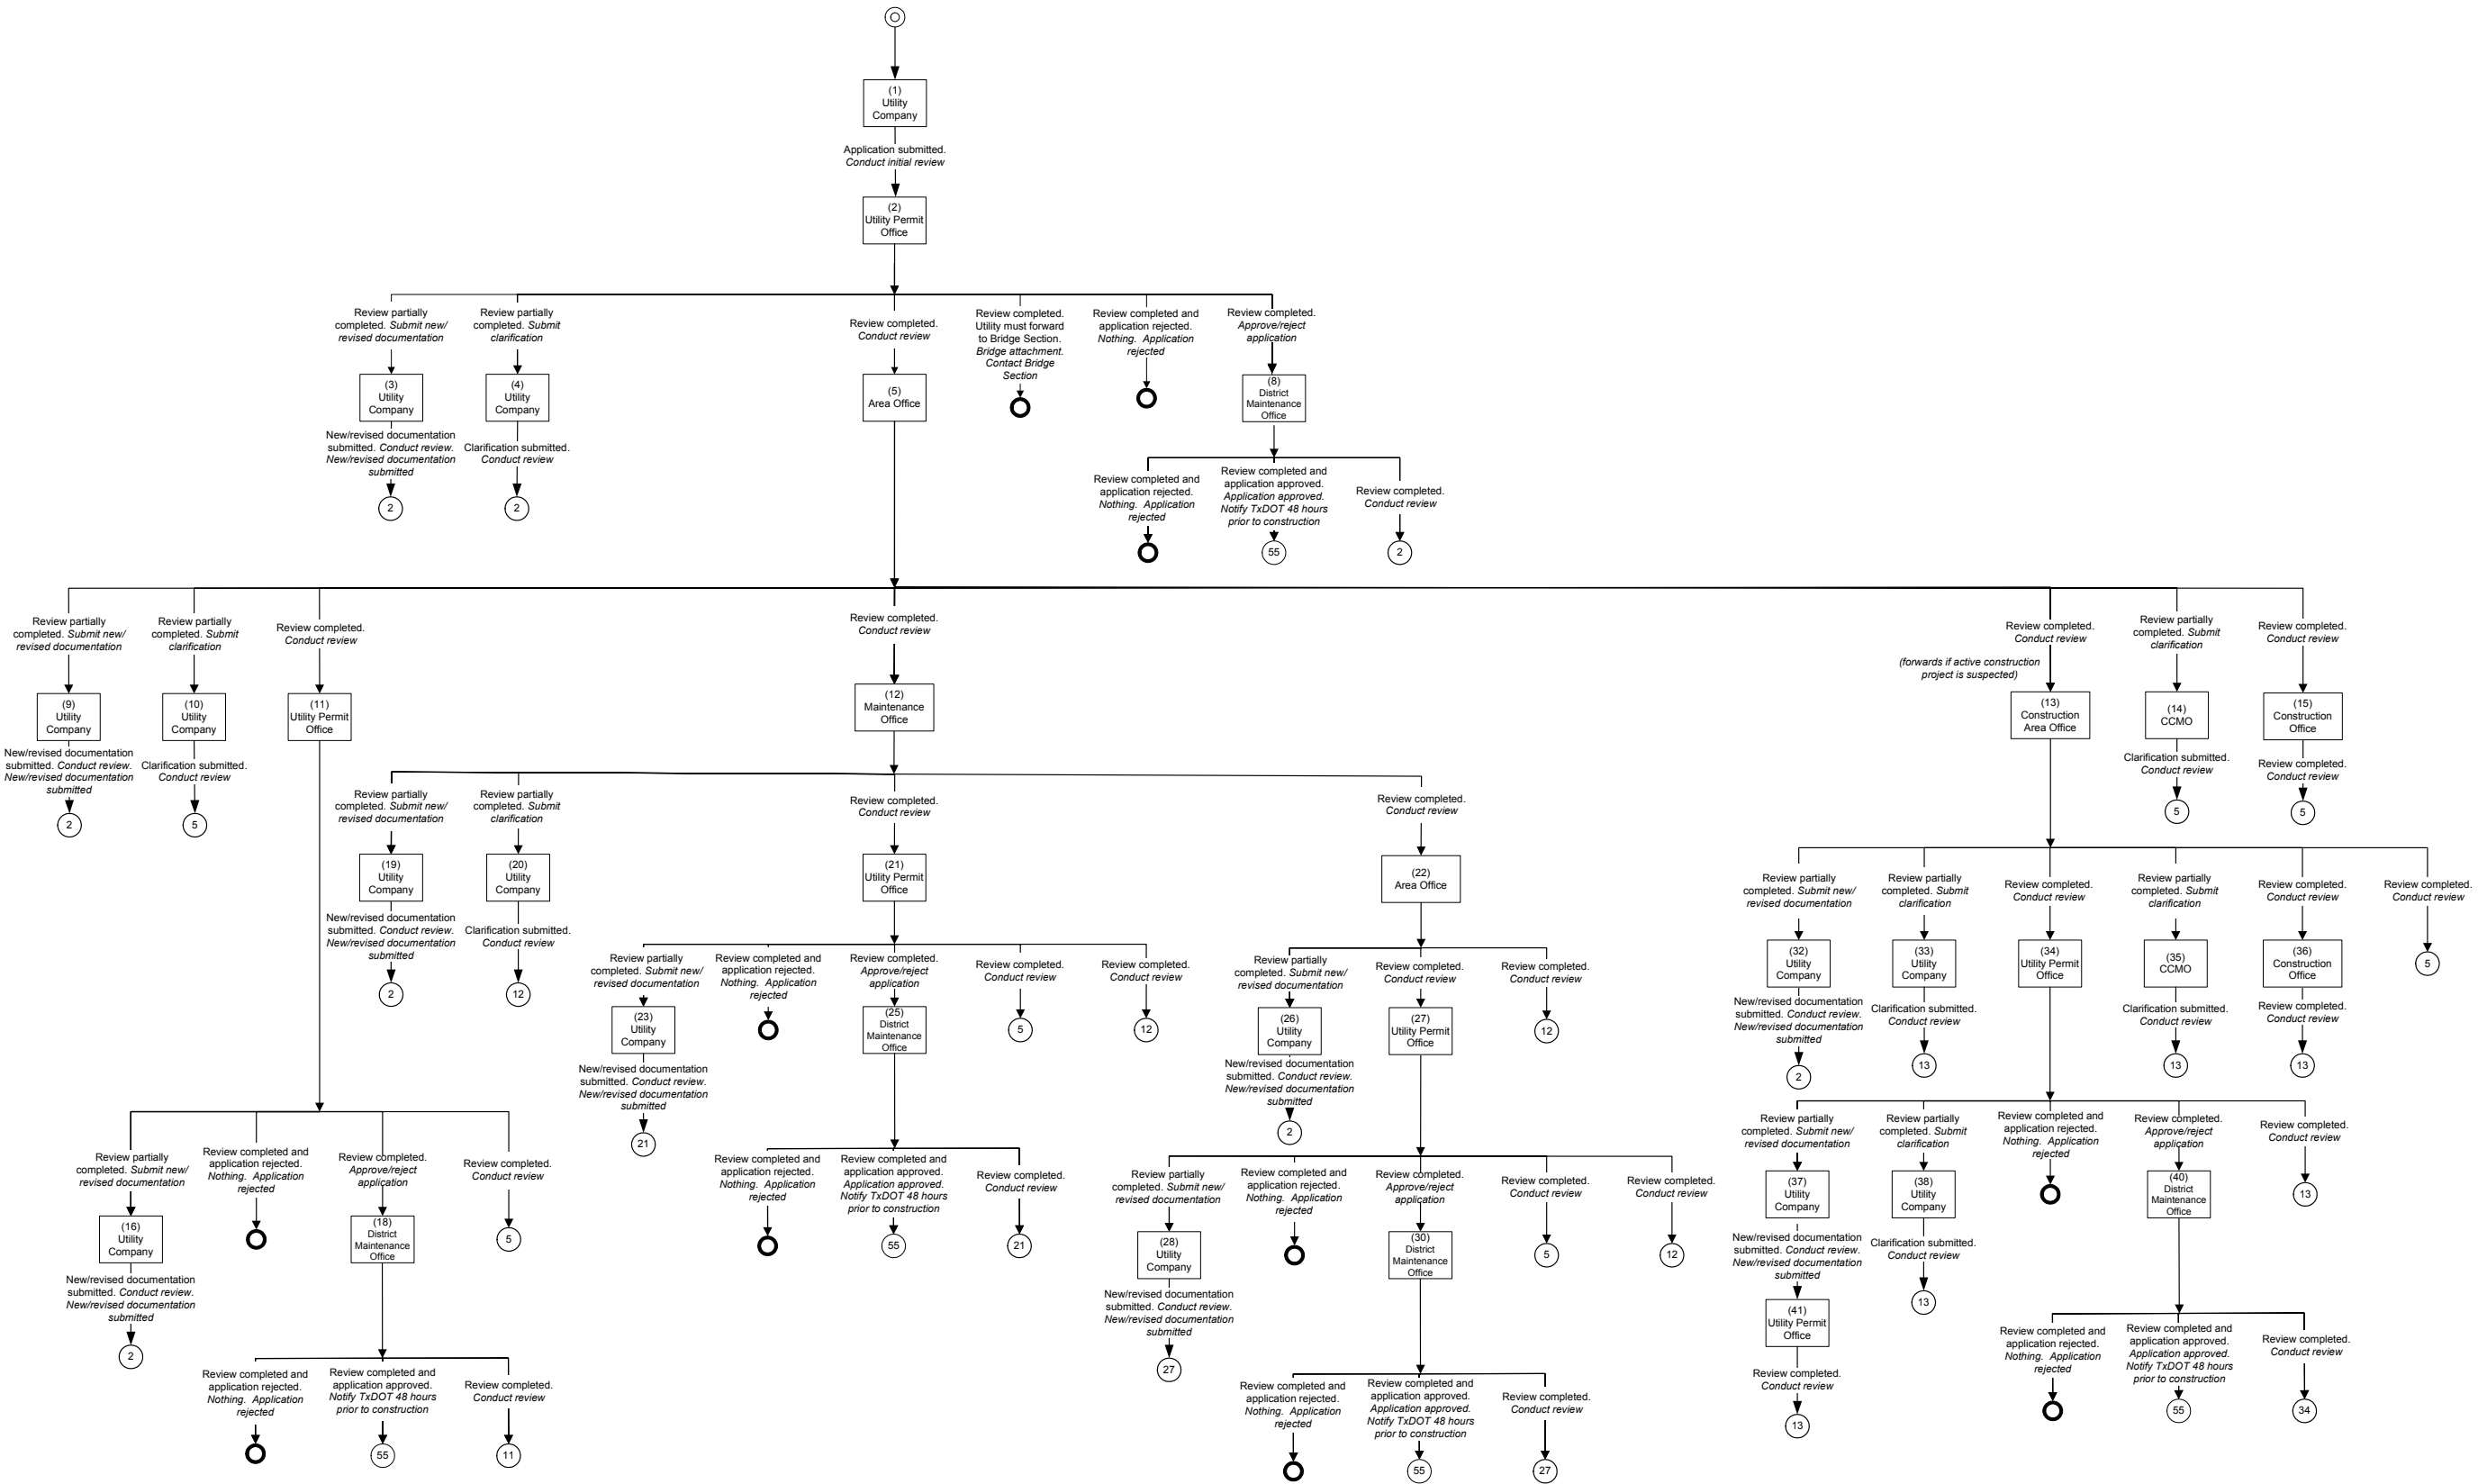 (1)
Utility
Company
Application submitted.
Conduct initial review
(2)
Utility Permit
Office
Review partially
completed. Submit new/
revised documentation
(3)
Utility
Company
New/revised documentation
submitted. Conduct review.
New/revised documentation
submitted
2
Review partially
completed. Submit
clarification
(4)
Utility
Company
Clarification submitted.
Conduct review
2
Review completed.
Conduct review
(5)
Area Office
Review completed.
Utility must forward
to Bridge Section.
Bridge attachment.
Contact Bridge
Section
Review completed and
application rejected.
Nothing. Application
rejected
Review completed.
Approve/reject
application
(8)
District
Maintenance
Office
Review completed and
application rejected.
Nothing. Application
rejected
Review completed and
application approved.
Application approved.
Notify TxDOT 48 hours
prior to construction
55
Review completed.
Conduct review
2
Review partially
completed. Submit new/
revised documentation
(9)
Utility
Company
New/revised documentation
submitted. Conduct review.
New/revised documentation
submitted
2
Review partially
completed. Submit
clarification
(10)
Utility
Company
Clarification submitted.
Conduct review
5
Review completed.
Conduct review
(11)
Utility Permit
Office
Review completed.
Conduct review
(12)
Maintenance
Office
Review completed.
Conduct review
(forwards if active construction
project is suspected)
(13)
Construction
Area Office
Review partially
completed. Submit
clarification
(14)
CCMO
Clarification submitted.
Conduct review
5
Review completed.
Conduct review
(15)
Construction
Office
Review completed.
Conduct review
5
Review partially
completed. Submit new/
revised documentation
(16)
Utility
Company
New/revised documentation
submitted. Conduct review.
New/revised documentation
submitted
2
Review completed and
application rejected.
Nothing. Application
rejected
Review completed.
Approve/reject
application
(18)
District
Maintenance
Office
Review completed.
Conduct review
5
Review completed and
application rejected.
Nothing. Application
rejected
Review completed and
application approved.
Notify TxDOT 48 hours
prior to construction
55
Review completed.
Conduct review
11
Review partially
completed. Submit new/
revised documentation
(19)
Utility
Company
New/revised documentation
submitted. Conduct review.
New/revised documentation
submitted
2
Review partially
completed. Submit
clarification
(20)
Utility
Company
Clarification submitted.
Conduct review
12
Review completed.
Conduct review
(21)
Utility Permit
Office
Review completed.
Conduct review
(22)
Area Office
Review partially
completed. Submit new/
revised documentation
(23)
Utility
Company
New/revised documentation
submitted. Conduct review.
New/revised documentation
submitted
21
Review completed and
application rejected.
Nothing. Application
rejected
Review completed.
Approve/reject
application
(25)
District
Maintenance
Office
Review completed.
Conduct review
5
Review completed.
Conduct review
12
Review completed and
application rejected.
Nothing. Application
rejected
Review completed and
application approved.
Application approved.
Notify TxDOT 48 hours
prior to construction
55
Review completed.
Conduct review
21
Review partially
completed. Submit new/
revised documentation
(26)
Utility
Company
New/revised documentation
submitted. Conduct review.
New/revised documentation
submitted
2
Review completed.
Conduct review
(27)
Utility Permit
Office
Review completed.
Conduct review
12
Review partially
completed. Submit new/
revised documentation
(28)
Utility
Company
New/revised documentation
submitted. Conduct review.
New/revised documentation
submitted
27
Review completed and
application rejected.
Nothing. Application
rejected
Review completed.
Approve/reject
application
(30)
District
Maintenance
Office
Review completed.
Conduct review
5
Review completed.
Conduct review
12
Review completed and
application rejected.
Nothing. Application
rejected
Review completed and
application approved.
Application approved.
Notify TxDOT 48 hours
prior to construction
55
Review completed.
Conduct review
27
Review partially
completed. Submit new/
revised documentation
(32)
Utility
Company
New/revised documentation
submitted. Conduct review.
New/revised documentation
submitted
2
Review partially
completed. Submit
clarification
(33)
Utility
Company
Clarification submitted.
Conduct review
13
Review completed.
Conduct review
(34)
Utility Permit
Office
Review partially
completed. Submit
clarification
(35)
CCMO
Clarification submitted.
Conduct review
13
Review completed.
Conduct review
(36)
Construction
Office
Review completed.
Conduct review
13
Review completed.
Conduct review
5
Review partially
completed. Submit new/
revised documentation
(37)
Utility
Company
New/revised documentation
submitted. Conduct review.
New/revised documentation
submitted
(41)
Utility Permit
Office
Review completed.
Conduct review
13
Review partially
completed. Submit
clarification
(38)
Utility
Company
Clarification submitted.
Conduct review
13
Review completed and
application rejected.
Nothing. Application
rejected
Review completed.
Approve/reject
application
(40)
District
Maintenance
Office
Review completed.
Conduct review
13
Review completed and
application rejected.
Nothing. Application
rejected
Review completed and
application approved.
Application approved.
Notify TxDOT 48 hours
prior to construction
55
Review completed.
Conduct review
34